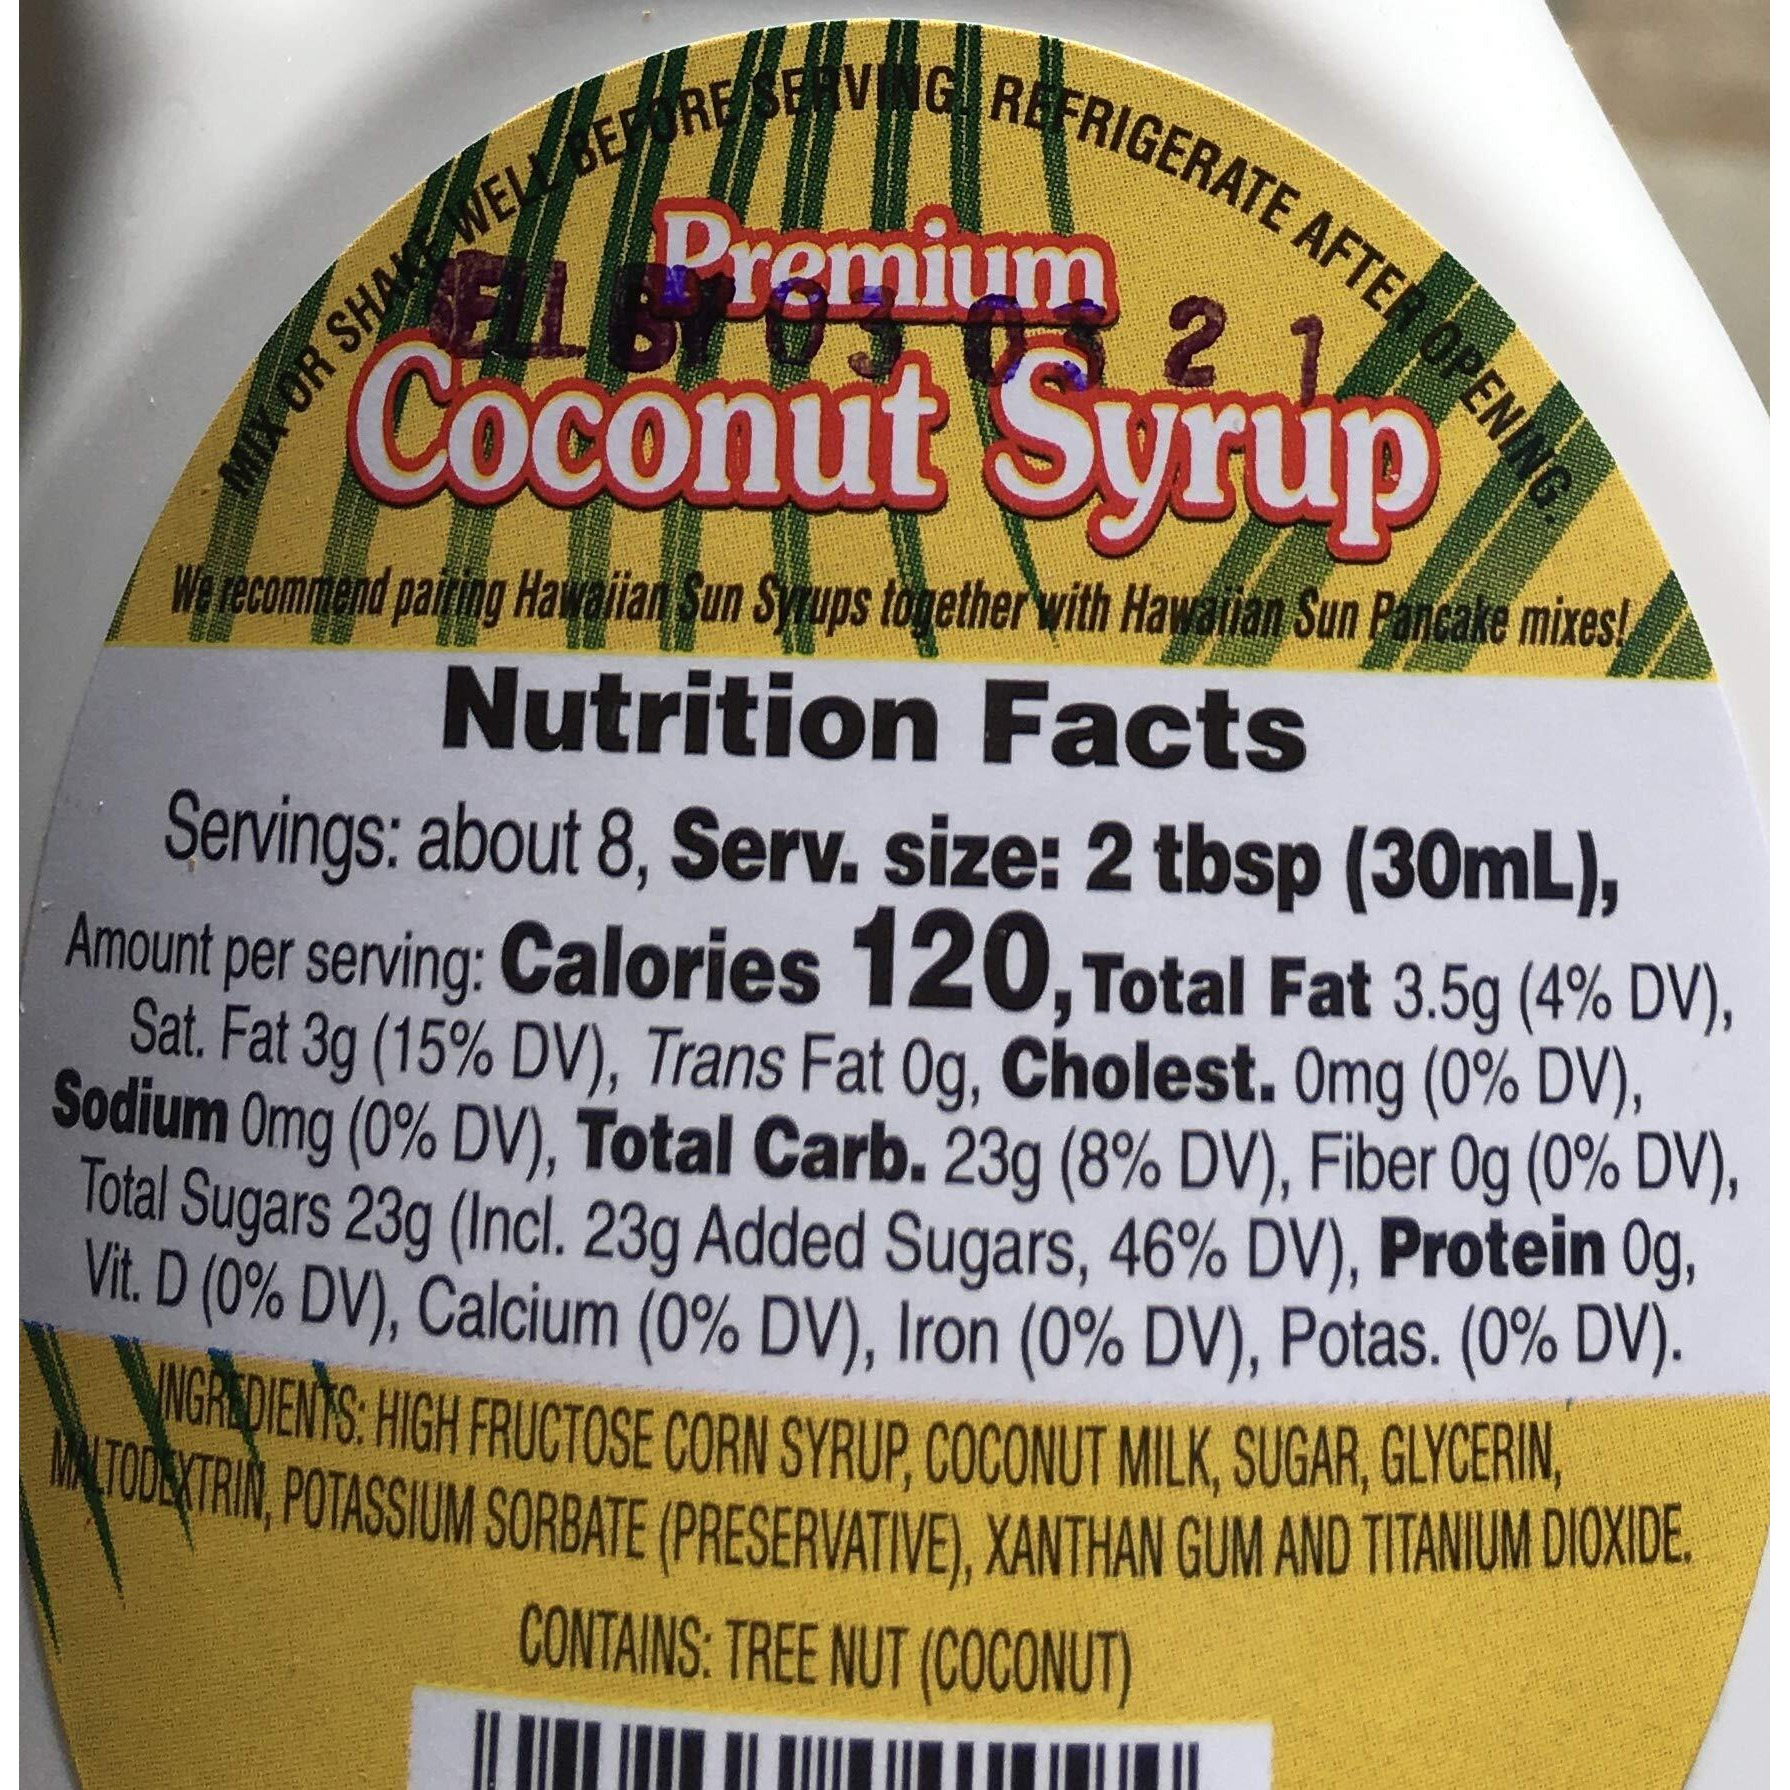 MIX OR SHAKE WELL BEFORE SERVING. REFRIGERATE AFTER OPENING.
Premium
ELL BY 03 03 2 1
Coconut Syrup
We recommend pairing Hawaiian Sun Syrups together with Hawaiian Sun Pancake mixes!
Nutrition Facts
Servings: about 8, Serv. size: 2 tbsp (30mL),
Amount per serving: Calories 120, Total Fat 3.5g (4% DV),
Sat. Fat 3g (15% DV), Trans Fat 0g, Cholest. 0mg (0% DV),
Sodium 0mg (0% DV), Total Carb. 23g (8% DV), Fiber 0g (0% DV),
Total Sugars 23g (Incl. 23g Added Sugars, 46% DV), Protein 0g,
Vit. D (0% DV), Calcium (0% DV), Iron (0% DV), Potas. (0% DV).
INGREDIENTS: HIGH FRUCTOSE CORN SYRUP, COCONUT MILK, SUGAR, GLYCERIN,
MALTODEXTRIN, POTASSIUM SORBATE (PRESERVATIVE), XANTHAN GUM AND TITANIUM DIOXIDE.
CONTAINS: TREE NUT (COCONUT)